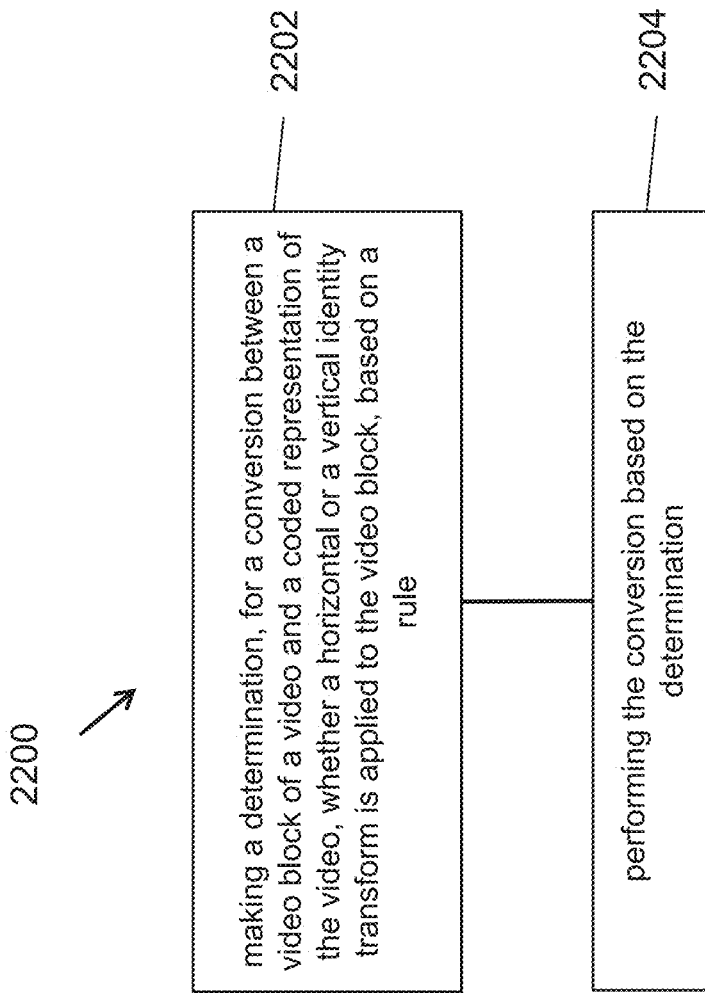 2200
making a determination, for a conversion between a
video block of a video and a coded representation of
the video, whether a horizontal or a vertical identity
transform is applied to the video block, based on a
rule
2202
performing the conversion based on the
determination
2204